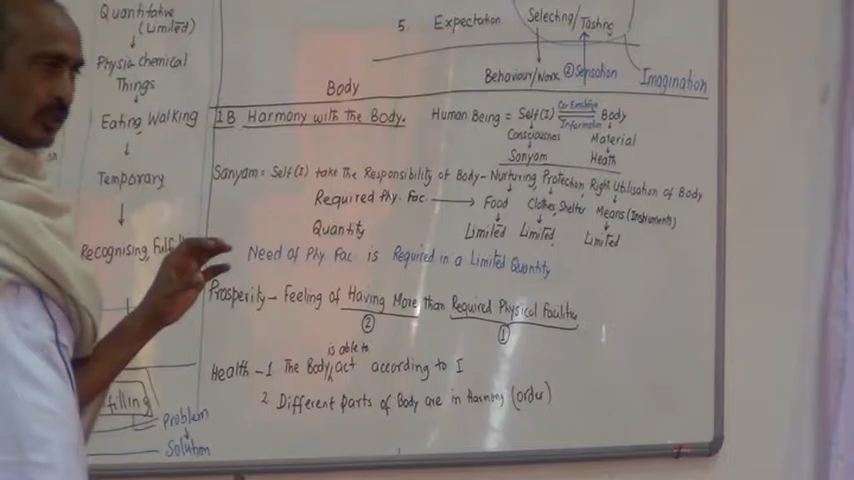 Quantitative
(Limited)
↓
Physio chemical
Things
↓
Eating Walking
↓
Temporary
↓
Recognising, Fulfi
filling
Problem
↓
Solution
5. Expectation
Selecting/Tasting
Behaviour/Work ② Sensation
Imagination
Body
1B Harmony with the Body.
Human Being = Self(I) Body
Information
Consciousness Material
Sanyam Heath
Sanyam = Self(I) take the Responsibility of Body - Nurturing, Protection, Right Utilisation of Body
Required Phy. Fac. → Food Clothes, Shelter Means (Instruments)
Quantity Limited Limited Limited
Need of Phy Fac is Required in a Limited Quantity
Prosperity - Feeling of Having More than Required Physical Facilities
② ①
Health - 1 The Body is able to act according to I
2 Different parts of Body are in Harmony (order)